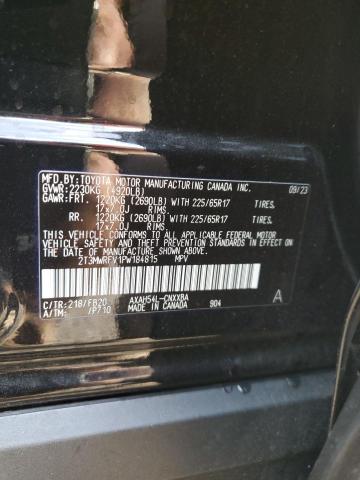 MFD. BY: TOYOTA MOTOR MANUFACTURING CANADA INC. 09/23
GVWR: 2230KG (4920LB)
GAWR: FRT. 1220KG (2690LB) WITH 225/65R17 TIRES,
17x7.0J RIMS,
RR. 1220KG (2690LB) WITH 225/65R17 TIRES,
17x7.0J RIMS,
THIS VEHICLE CONFORMS TO ALL APPLICABLE FEDERAL MOTOR
VEHICLE SAFETY AND THEFT PREVENTION STANDARDS IN EFFECT
ON THE DATE OF MANUFACTURE SHOWN ABOVE.
2T3MWRFV1PW184815 MPV
C/TR: 218/FB20 AXAH54L-CNXXBA A
A/TM: /P710 MADE IN CANADA 904